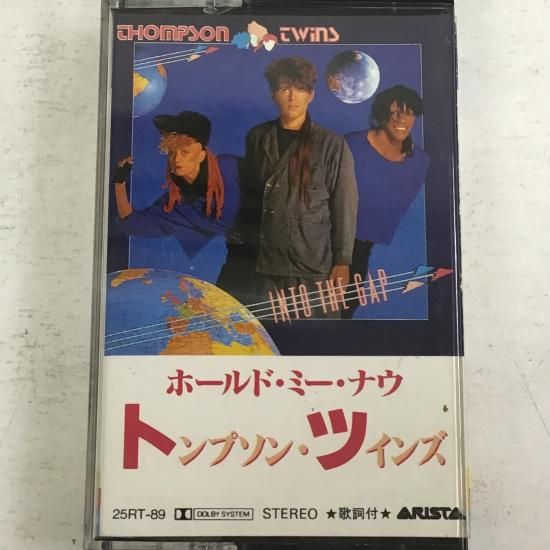 THOMPSON TWINS
INTO THE GAP
ホールド・ミー・ナウ
トンプソン・ツインズ
25RT-89 DOLBY SYSTEM STEREO ★歌詞付★ ARISTA